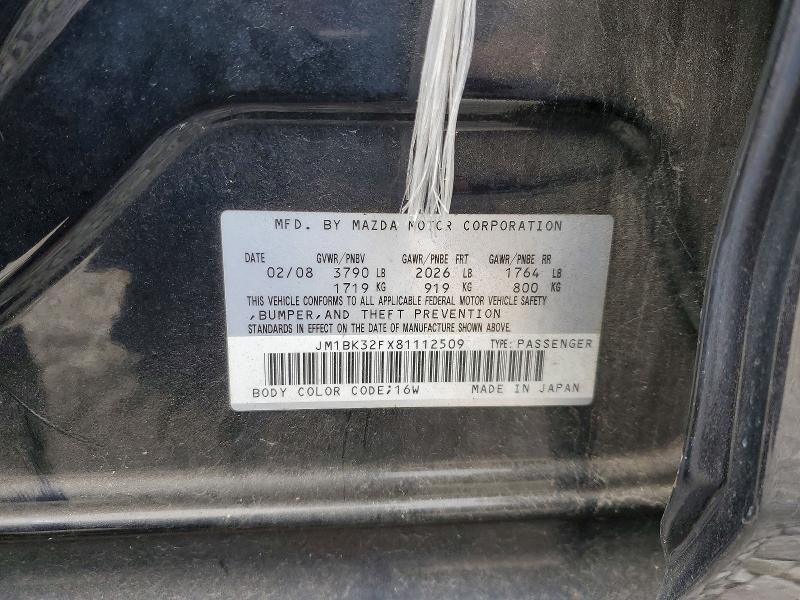 MFD. BY MAZDA MOTOR CORPORATION
DATE GVWR/PNBV GAWR/PNBE FRT GAWR/PNBE RR
02/08 3790 LB 2026 LB 1764 LB
1719 KG 919 KG 800 KG
THIS VEHICLE CONFORMS TO ALL APPLICABLE FEDERAL MOTOR VEHICLE SAFETY
,BUMPER,AND THEFT PREVENTION
STANDARDS IN EFFECT ON THE DATE OF MANUFACTURE SHOWN ABOVE.
JM1BK32FX81112509 TYPE:PASSENGER
BODY COLOR CODE;16W MADE IN JAPAN